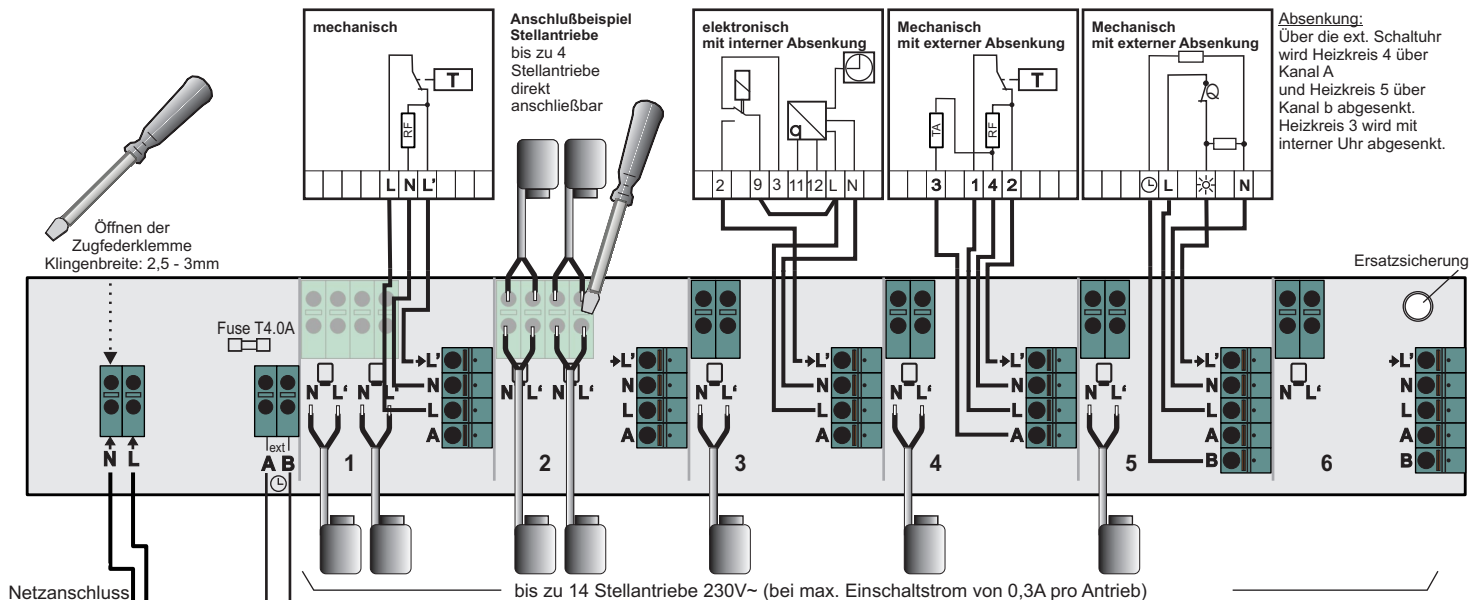 mechanisch
T
RF
L N L'
Anschlußbeispiel
Stellantriebe
bis zu 4
Stellantriebe
direkt
anschließbar
elektronisch
mit interner Absenkung
q
2 9 3 11 12 L N
Mechanisch
mit externer Absenkung
T
TA
RF
3 1 4 2
Mechanisch
mit externer Absenkung
L N
Absenkung:
Über die ext. Schaltuhr
wird Heizkreis 4 über
Kanal A
und Heizkreis 5 über
Kanal b abgesenkt.
Heizkreis 3 wird mit
interner Uhr abgesenkt.
Öffnen der
Zugfederklemme
Klingenbreite: 2,5 - 3mm
Ersatzsicherung
Fuse T4.0A
N L
ext
A B
N L‘ N L‘
1
L'
N
L
A
N L‘ N L‘
2
L'
N
L
A
N L‘
3
L'
N
L
A
N L‘
4
L'
N
L
A
N L‘
5
L'
N
L
A
B
N L‘
6
L'
N
L
A
B
Netzanschluss
bis zu 14 Stellantriebe 230V~ (bei max. Einschaltstrom von 0,3A pro Antrieb)